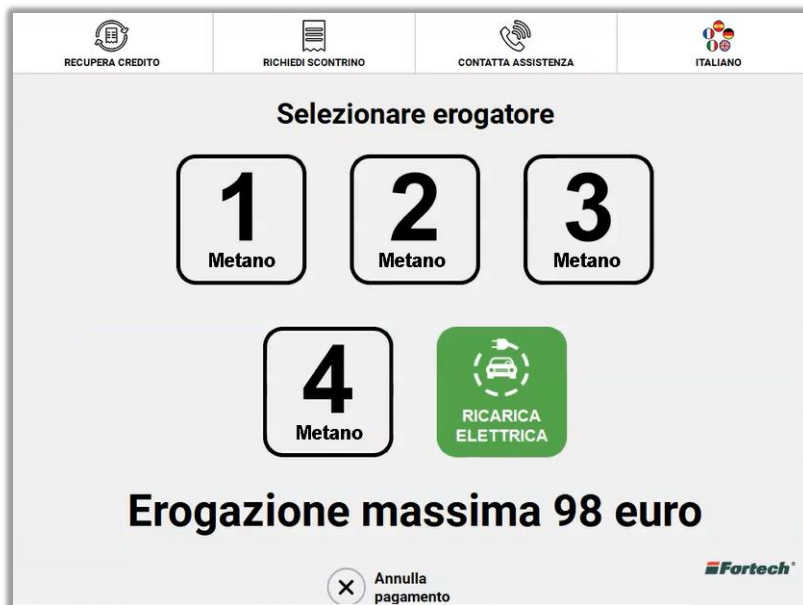 RECUPERA CREDITO
RICHIEDI SCONTRINO
CONTATTA ASSISTENZA
ITALIANO
Selezionare erogatore
1
Metano
2
Metano
3
Metano
4
Metano
RICARICA
ELETTRICA
Erogazione massima 98 euro
Annulla
pagamento
Fortech